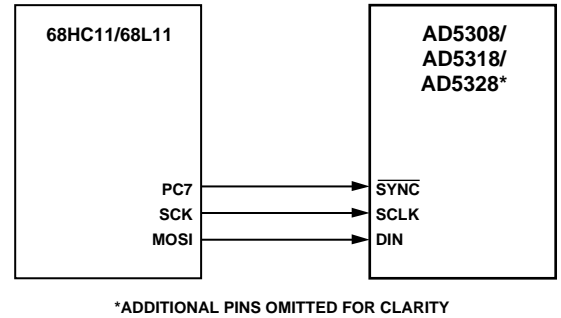 68HC11/68L11
AD5308/
AD5318/
AD5328*
PC7
SCK
MOSI
SYNC
SCLK
DIN
*ADDITIONAL PINS OMITTED FOR CLARITY